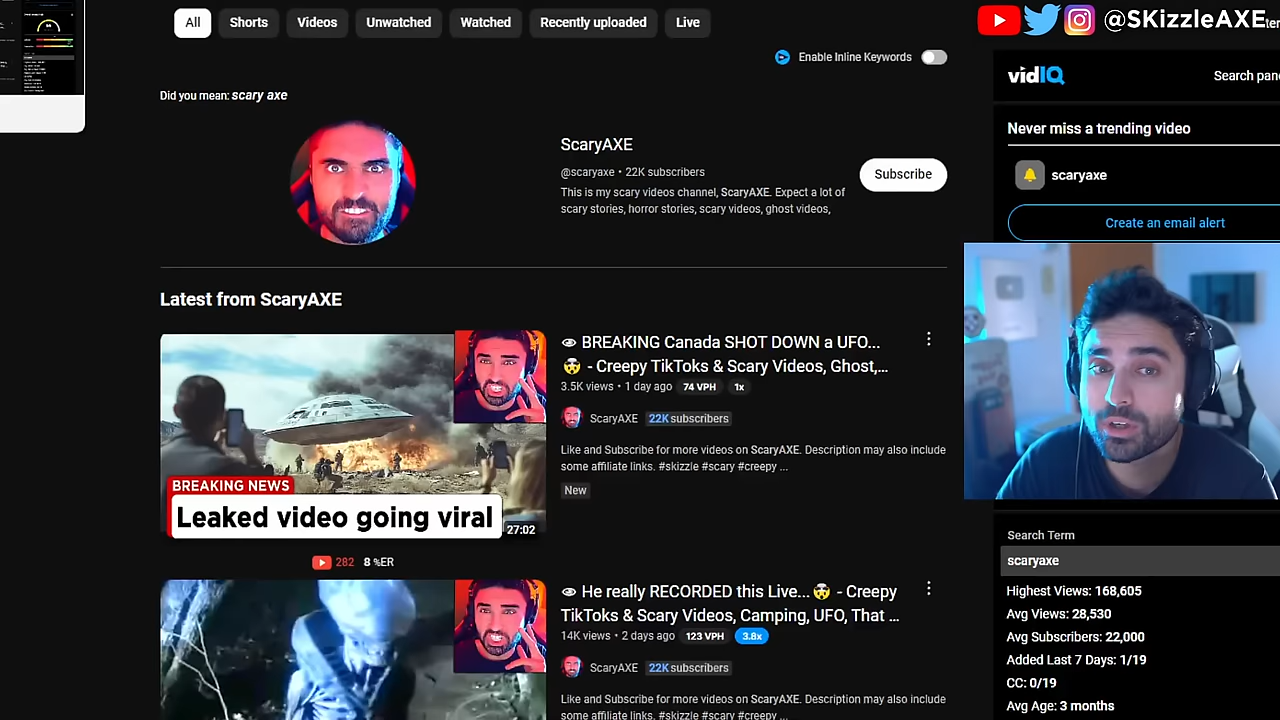 All
Shorts
Videos
Unwatched
Watched
Recently uploaded
Live
@SKizzleAXE
Enable Inline Keywords
vidIQ
Did you mean: scary axe
Never miss a trending video
scaryaxe
Create an email alert
ScaryAXE
@scaryaxe • 22K subscribers
This is my scary videos channel, ScaryAXE. Expect a lot of
scary stories, horror stories, scary videos, ghost videos,
Subscribe
Latest from ScaryAXE
BREAKING NEWS
Leaked video going viral
27:02
282 8 %ER
BREAKING Canada SHOT DOWN a UFO...
- Creepy TikToks & Scary Videos, Ghost,...
3.5K views • 1 day ago 74 VPH 1x
ScaryAXE 22K subscribers
Like and Subscribe for more videos on ScaryAXE. Description may also include
some affiliate links. #skizzle #scary #creepy ...
New
He really RECORDED this Live... - Creepy
TikToks & Scary Videos, Camping, UFO, That ...
14K views • 2 days ago 123 VPH 3.8x
ScaryAXE 22K subscribers
Like and Subscribe for more videos on ScaryAXE. Description may also include
some affiliate links. #skizzle #scary #creepy ...
Search Term
scaryaxe
Highest Views: 168,605
Avg Views: 28,530
Avg Subscribers: 22,000
Added Last 7 Days: 1/19
CC: 0/19
Avg Age: 3 months